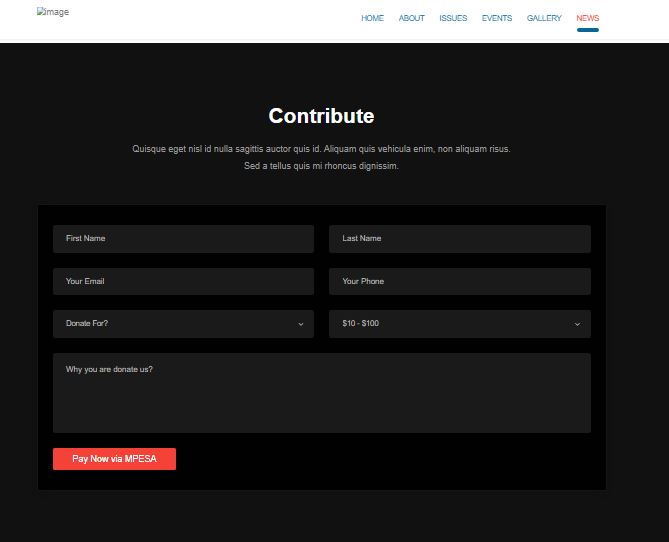 image
HOME ABOUT ISSUES EVENTS GALLERY NEWS
Contribute
Quisque eget nisl id nulla sagittis auctor quis id. Aliquam quis vehicula enim, non aliquam risus.
Sed a tellus quis mi rhoncus dignissim.
First Name Last Name
Your Email Your Phone
Donate For? $10 - $100
Why you are donate us?
Pay Now via MPESA